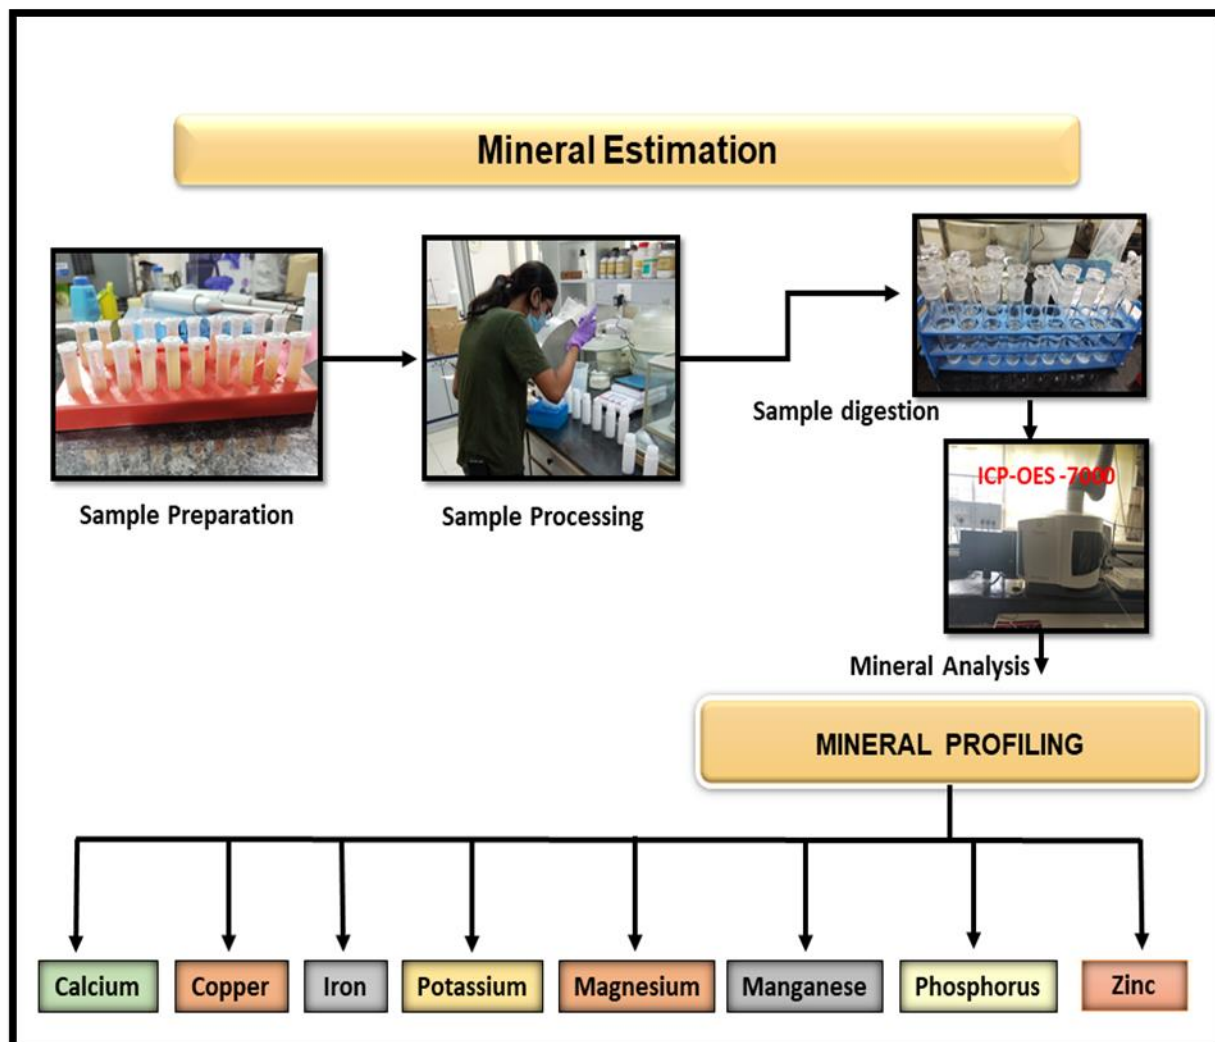 Mineral Estimation
Sample Preparation
Sample Processing
Sample digestion
ICP-OES -7000
Mineral Analysis
MINERAL PROFILING
Calcium
Copper
Iron
Potassium
Magnesium
Manganese
Phosphorus
Zinc